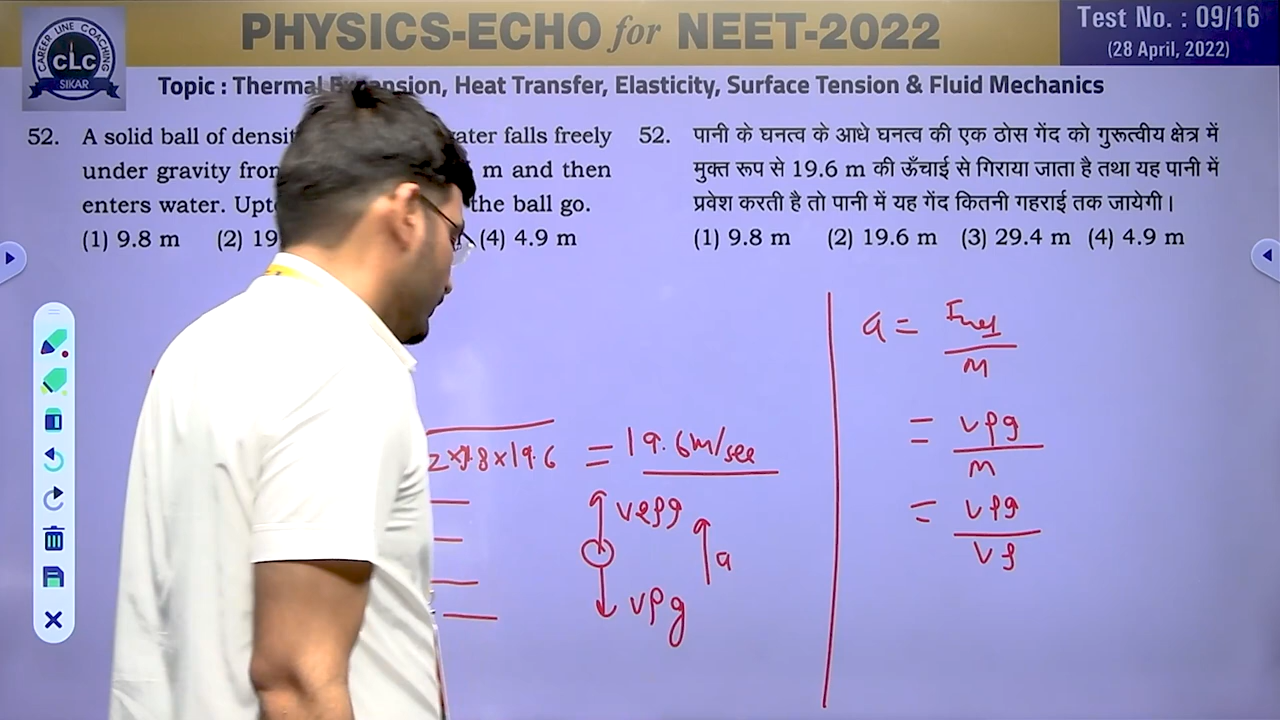 PHYSICS-ECHO for NEET-2022
Test No. : 09/16
(28 April, 2022)
CAREER LINE COACHING
CLC
SIKAR
Topic : Thermal Expansion, Heat Transfer, Elasticity, Surface Tension & Fluid Mechanics
52. A solid ball of densit ater falls freely
under gravity from m and then
enters water. Upto the ball go.
(1) 9.8 m (2) 19 (4) 4.9 m
52. पानी के घनत्व के आधे घनत्व की एक ठोस गेंद को गुरूत्वीय क्षेत्र में
मुक्त रूप से 19.6 m की ऊँचाई से गिराया जाता है तथा यह पानी में
प्रवेश करती है तो पानी में यह गेंद कितनी गहराई तक जायेगी।
(1) 9.8 m (2) 19.6 m (3) 29.4 m (4) 4.9 m
2×9.8×19.6 = 19.6 m/sec
vρg
a
vρg
a = Fnet
m
= vρg
m
= vρg
vρ